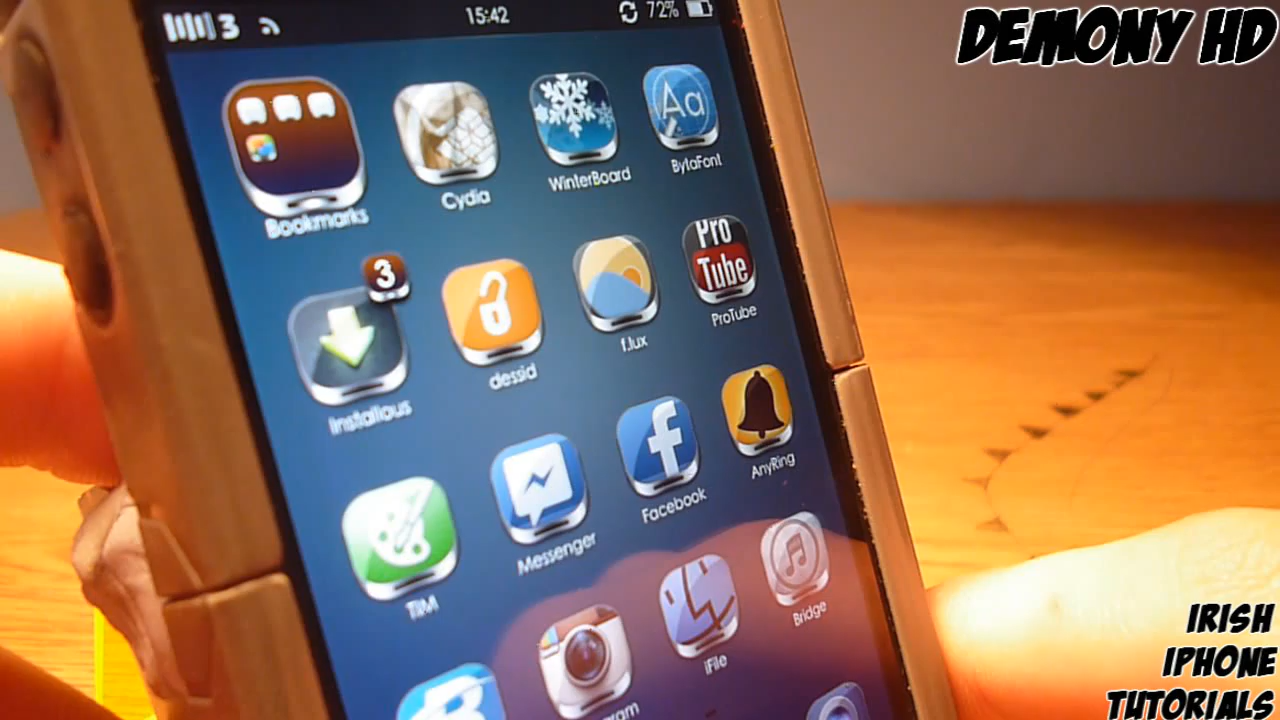 3 15:42 72%
DEMONY HD
Bookmarks Cydia WinterBoard Aa BytaFont
3
Installous dessid f.lux Pro Tube ProTube
TiM Messenger Facebook AnyRing
iFile Bridge
IRISH
IPHONE
TUTORIALS